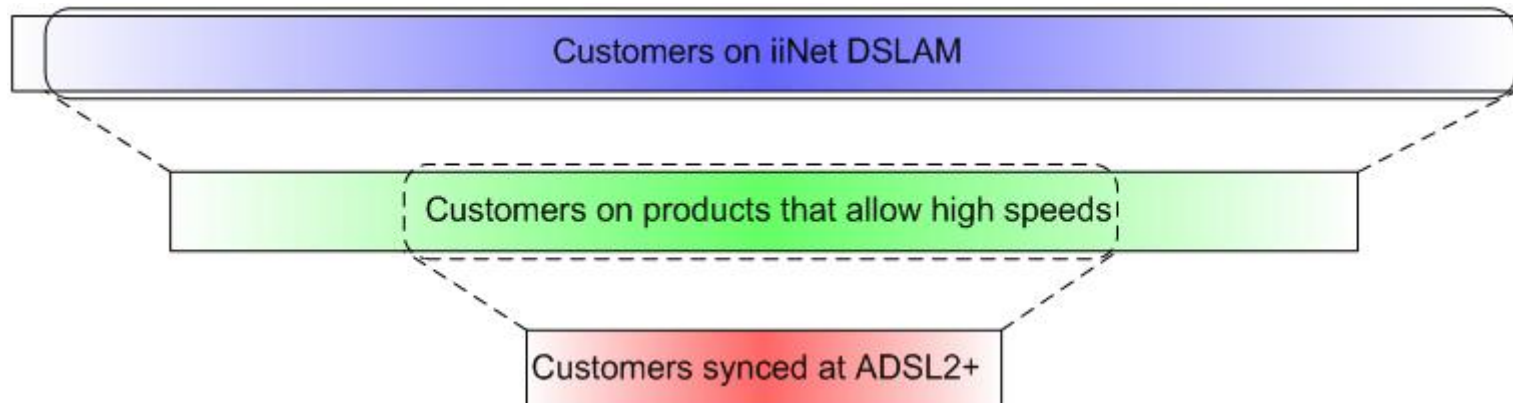 Customers on iiNet DSLAM
Customers on products that allow high speeds
Customers synced at ADSL2+